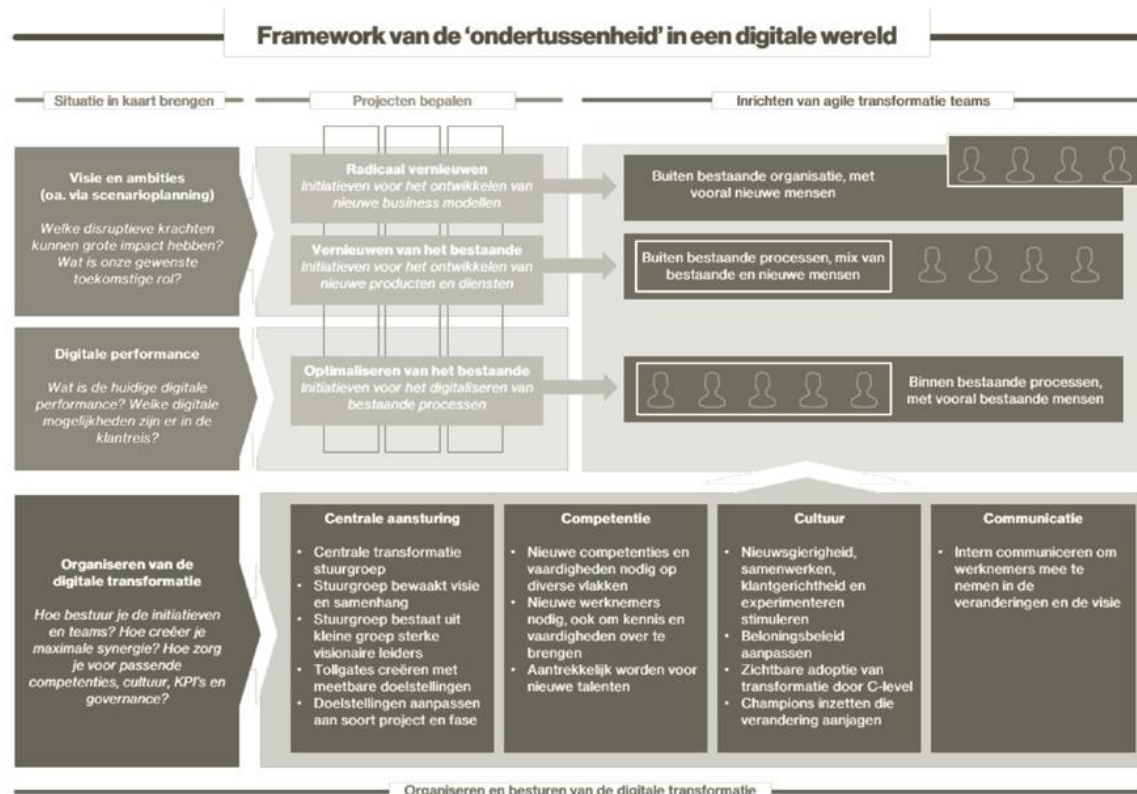 Framework van de ‘ondertussenheid’ in een digitale wereld
Situatie in kaart brengen
Projecten bepalen
Inrichten van agile transformatie teams
Visie en ambities
(oa. via scenarioplanning)
Welke disruptieve krachten
kunnen grote impact hebben?
Wat is onze gewenste
toekomstige rol?
Radicaal vernieuwen
Initiatieven voor het ontwikkelen van
nieuwe business modellen
Buiten bestaande organisatie, met
vooral nieuwe mensen
Vernieuwen van het bestaande
Initiatieven voor het ontwikkelen van
nieuwe producten en diensten
Buiten bestaande processen, mix van
bestaande en nieuwe mensen
Digitale performance
Wat is de huidige digitale
performance? Welke digitale
mogelijkheden zijn er in de
klantreis?
Optimaliseren van het bestaande
Initiatieven voor het digitaliseren van
bestaande processen
Binnen bestaande processen,
met vooral bestaande mensen
Organiseren van de
digitale transformatie
Hoe bestuur je de initiatieven
en teams? Hoe creëer je
maximale synergie? Hoe zorg
je voor passende
competenties, cultuur, KPI's en
governance?
Centrale aansturing
• Centrale transformatie
stuurgroep
• Stuurgroep bewaakt visie
en samenhang
• Stuurgroep bestaat uit
kleine groep sterke
visionaire leiders
• Tollgates creëren met
meetbare doelstellingen
• Doelstellingen aanpassen
aan soort project en fase
Competentie
• Nieuwe competenties en
vaardigheden nodig op
diverse vlakken
• Nieuwe werknemers
nodig, ook om kennis en
vaardigheden over te
brengen
• Aantrekkelijk worden voor
nieuwe talenten
Cultuur
• Nieuwsgierigheid,
samenwerken,
klantgerichtheid en
experimenteren
stimuleren
• Beloningsbeleid
aanpassen
• Zichtbare adoptie van
transformatie door C-level
• Champions inzetten die
verandering aanjagen
Communicatie
• Intern communiceren om
werknemers mee te
nemen in de
veranderingen en de visie
Organiseren en besturen van de digitale transformatie